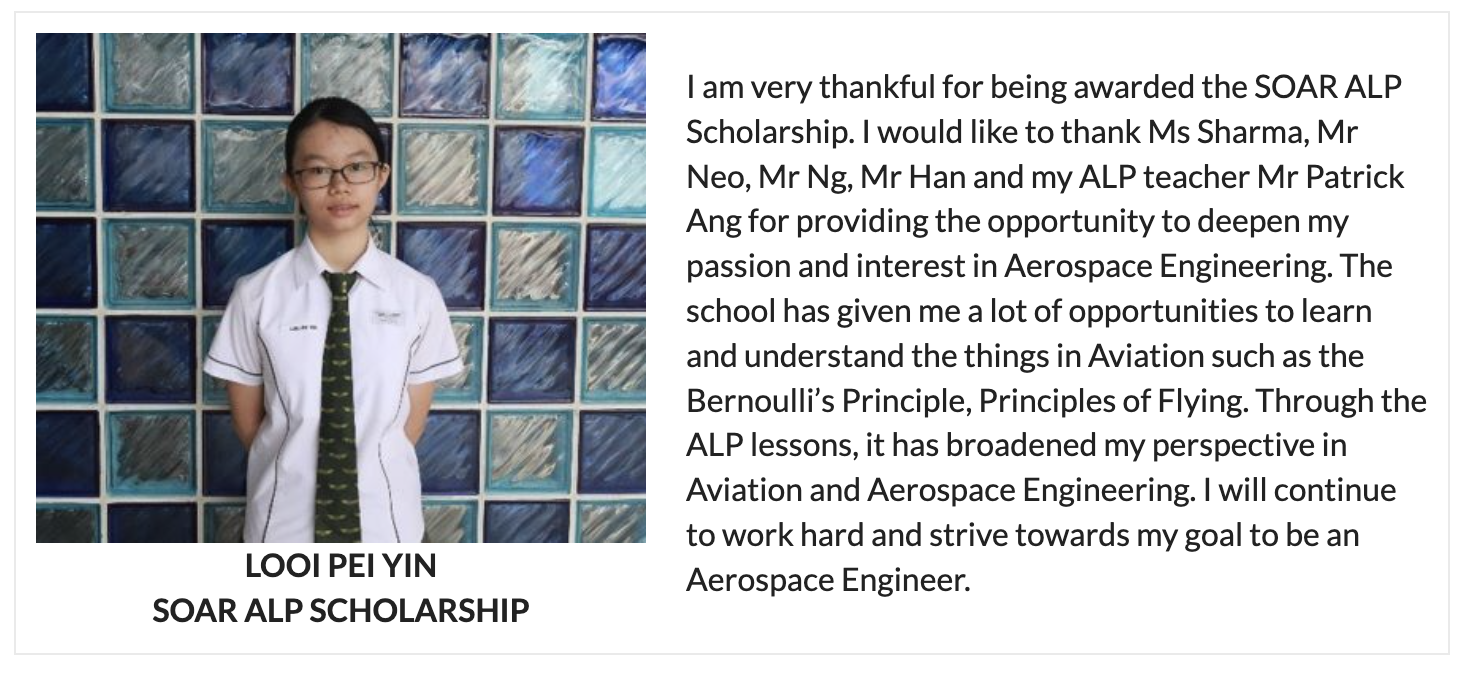 LOOI PEI YIN
SOAR ALP SCHOLARSHIP
I am very thankful for being awarded the SOAR ALP
Scholarship. I would like to thank Ms Sharma, Mr
Neo, Mr Ng, Mr Han and my ALP teacher Mr Patrick
Ang for providing the opportunity to deepen my
passion and interest in Aerospace Engineering. The
school has given me a lot of opportunities to learn
and understand the things in Aviation such as the
Bernoulli’s Principle, Principles of Flying. Through the
ALP lessons, it has broadened my perspective in
Aviation and Aerospace Engineering. I will continue
to work hard and strive towards my goal to be an
Aerospace Engineer.